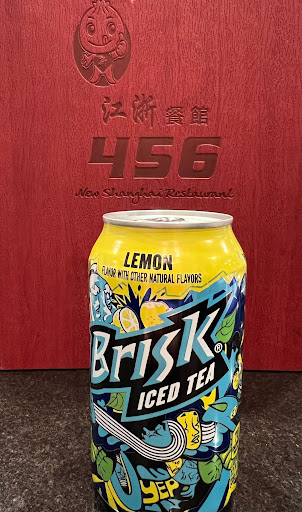 江浙餐館
456
New Shanghai Restaurant
LEMON
FLAVOR WITH OTHER NATURAL FLAVORS
Brisk®
ICED TEA
YEP